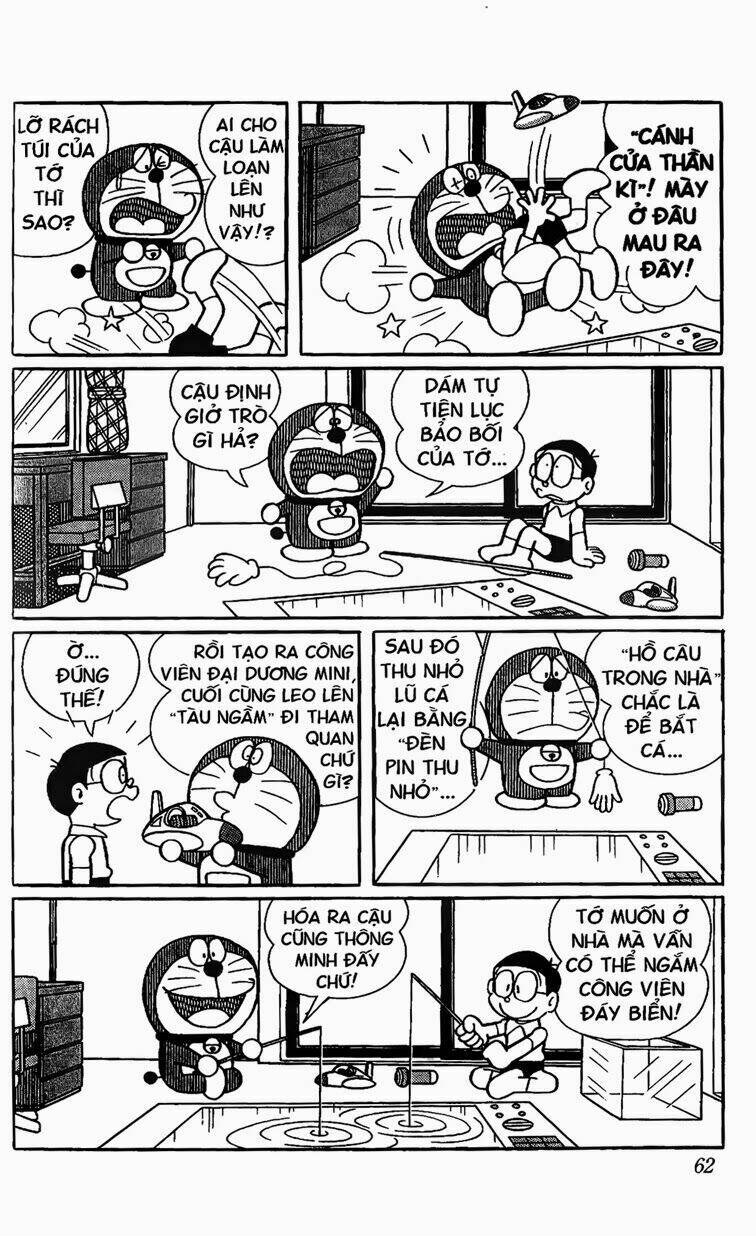 "CÁNH
CỬA THẦN
KÌ"! MÀY
Ở ĐÂU
MAU RA
ĐÂY!
AI CHO
CẬU LÀM
LOẠN
LÊN
NHƯ
VẬY!?
LỠ RÁCH
TÚI CỦA
TỚ
THÌ
SAO?
DÁM TỰ
TIỆN LỤC
BẢO BỐI
CỦA TỚ...
CẬU ĐỊNH
GIỞ TRÒ
GÌ HẢ?
"HỒ CÂU
TRONG NHÀ"
CHẮC LÀ
ĐỂ BẮT
CÁ...
SAU ĐÓ
THU NHỎ
LŨ CÁ
LẠI BẰNG
"ĐÈN
PIN THU
NHỎ"...
RỒI TẠO RA CÔNG
VIÊN ĐẠI DƯƠNG MINI,
CUỐI CÙNG LEO LÊN
"TÀU NGẦM" ĐI THAM
QUAN
CHỨ
GÌ?
Ờ...
ĐÚNG
THẾ!
TỚ MUỐN Ở
NHÀ MÀ VẪN
CÓ THỂ NGẮM
CÔNG VIÊN
ĐÁY BIỂN!
HÓA RA CẬU
CŨNG THÔNG
MINH ĐẤY
CHỨ!
62